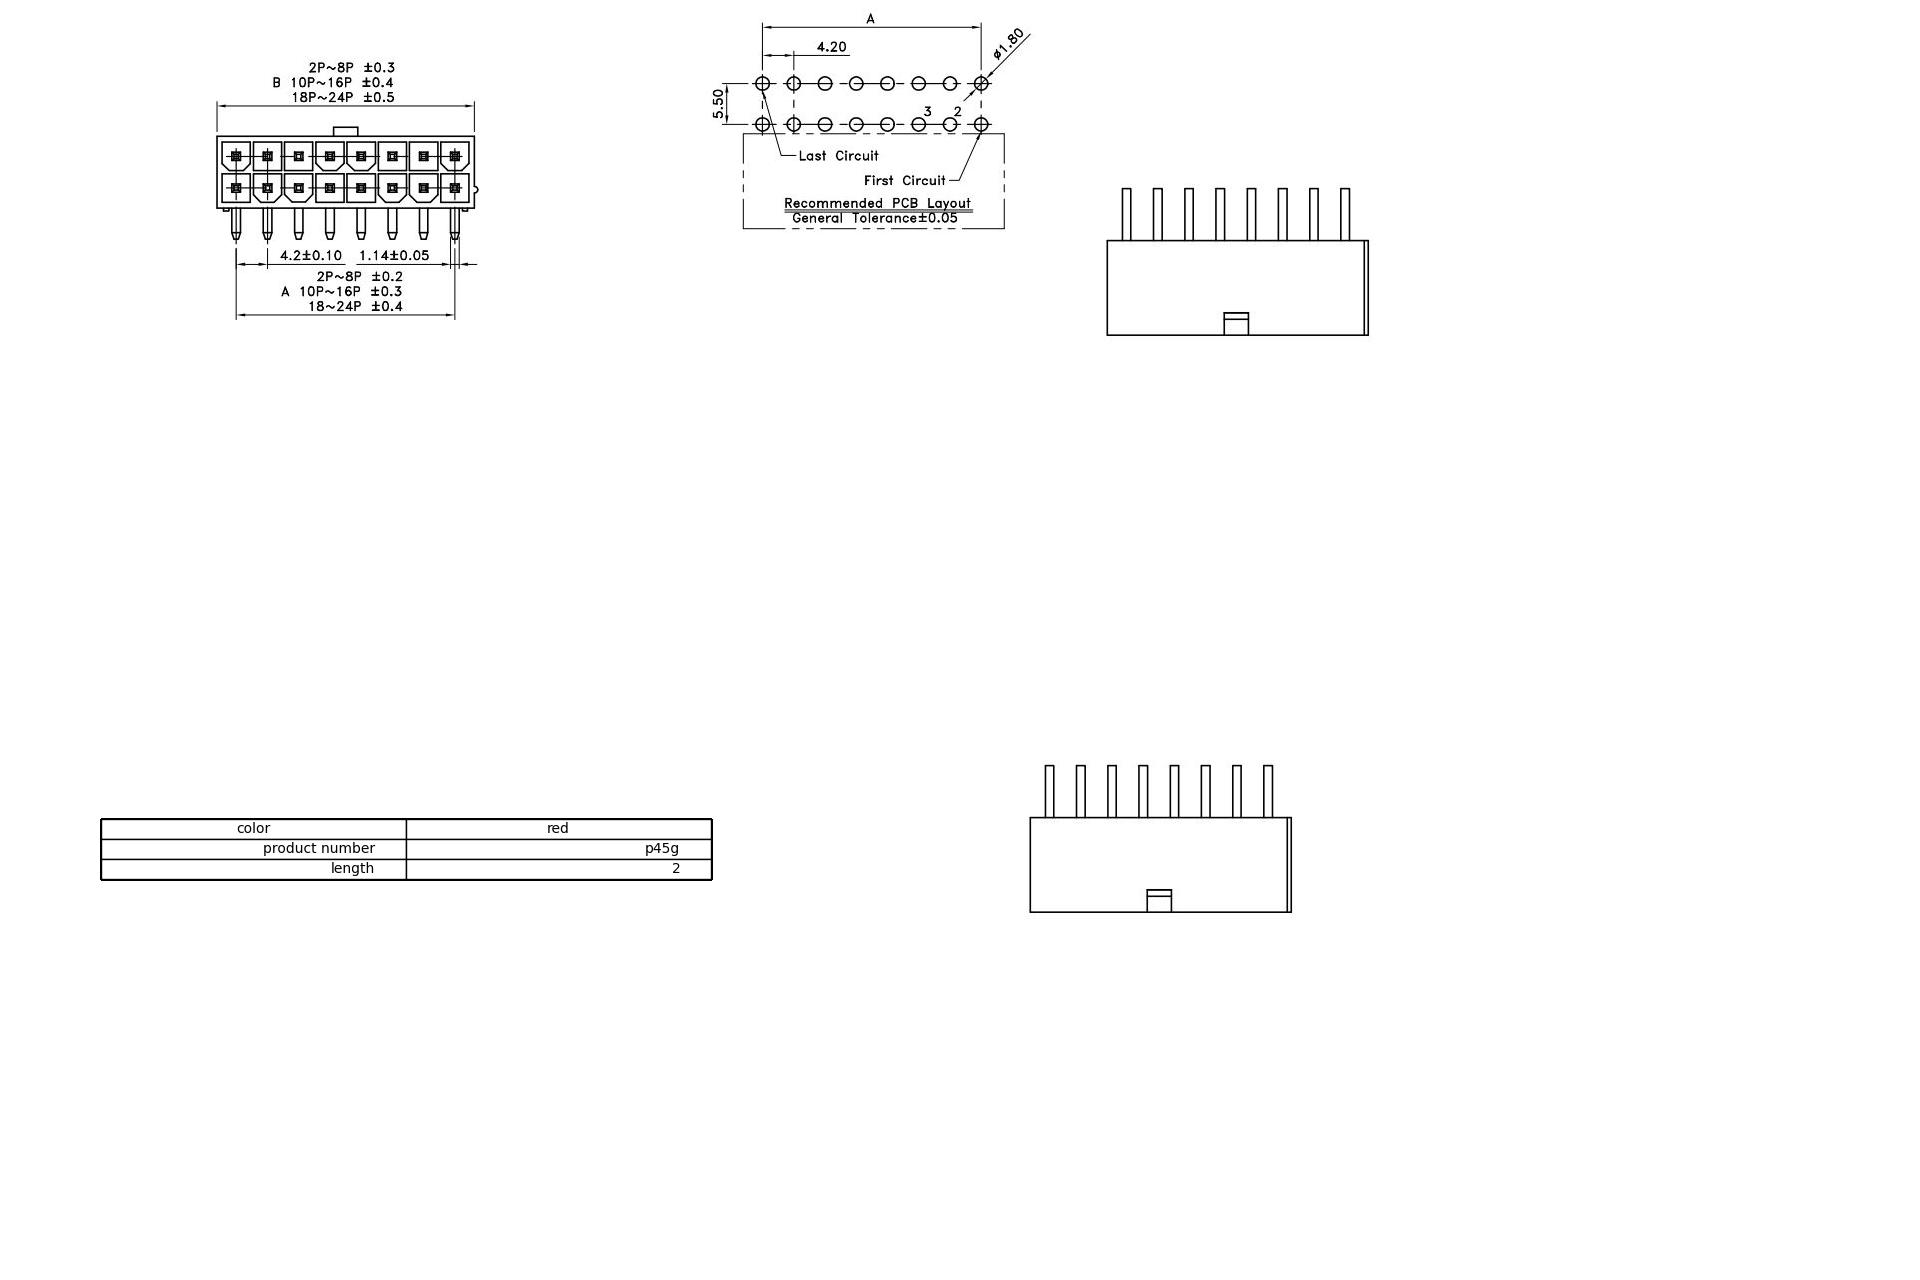 2P~8P ±0.3
B 10P~16P ±0.4
18P~24P ±0.5
4.2±0.10 1.14±0.05
2P~8P ±0.2
A 10P~16P ±0.3
18~24P ±0.4
A
4.20
ø1.80
5.50
3 2
Last Circuit
First Circuit
Recommended PCB Layout
General Tolerance±0.05
color red
product number p45g
length 2